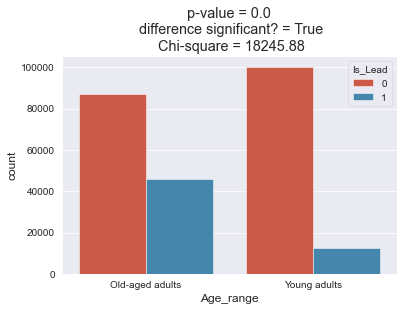 p-value = 0.0
difference significant? = True
Chi-square = 18245.88
Is_Lead
0
1
100000
80000
60000
40000
20000
0
count
Old-aged adults
Young adults
Age_range